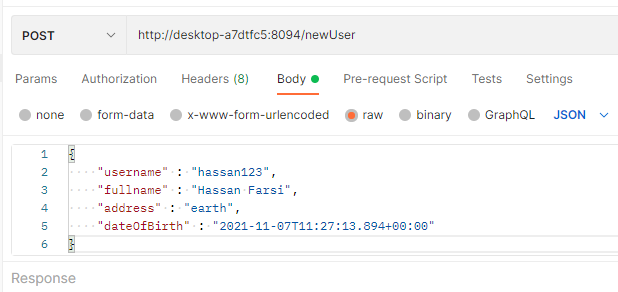 POST http://desktop-a7dtfc5:8094/newUser
Params Authorization Headers (8) Body Pre-request Script Tests Settings
none form-data x-www-form-urlencoded raw binary GraphQL JSON
1 {
2 "username" : "hassan123",
3 "fullname" : "Hassan Farsi",
4 "address" : "earth",
5 "dateOfBirth" : "2021-11-07T11:27:13.894+00:00"
6 }
Response